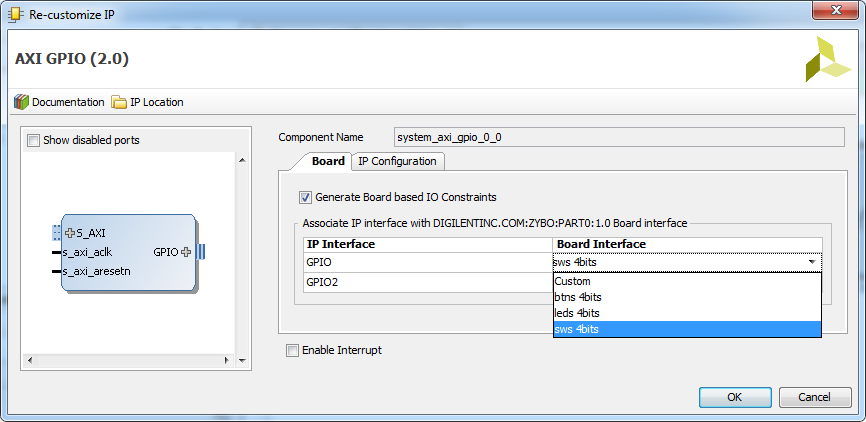 Re-customize IP
AXI GPIO (2.0)
Documentation IP Location
Show disabled ports
S_AXI
s_axi_aclk GPIO
s_axi_aresetn
Component Name system_axi_gpio_0_0
Board IP Configuration
Generate Board based IO Constraints
Associate IP interface with DIGILENTINC.COM:ZYBO:PART0:1.0 Board interface
IP Interface Board Interface
GPIO sws 4bits
GPIO2
Custom
btns 4bits
leds 4bits
sws 4bits
Enable Interrupt
OK Cancel